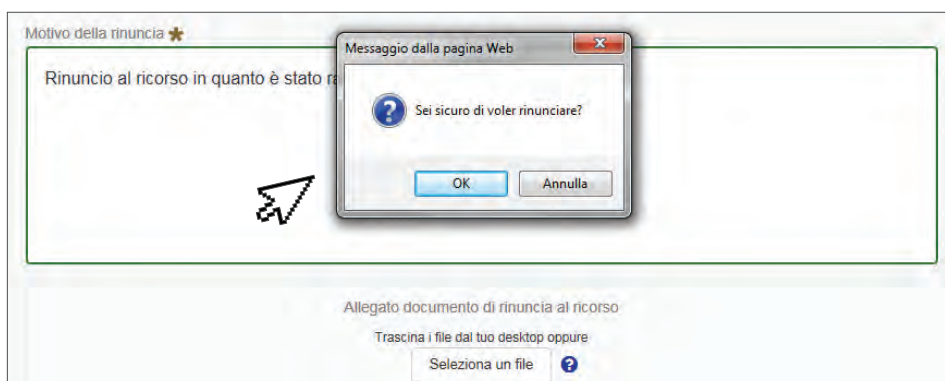 Motivo della rinuncia
Messaggio dalla pagina Web
Rinuncio al ricorso in quanto è stato
Sei sicuro di voler rinunciare?
OK Annulla
Allegato documento di rinuncia al ricorso
Trascina i file dal tuo desktop oppure
Seleziona un file